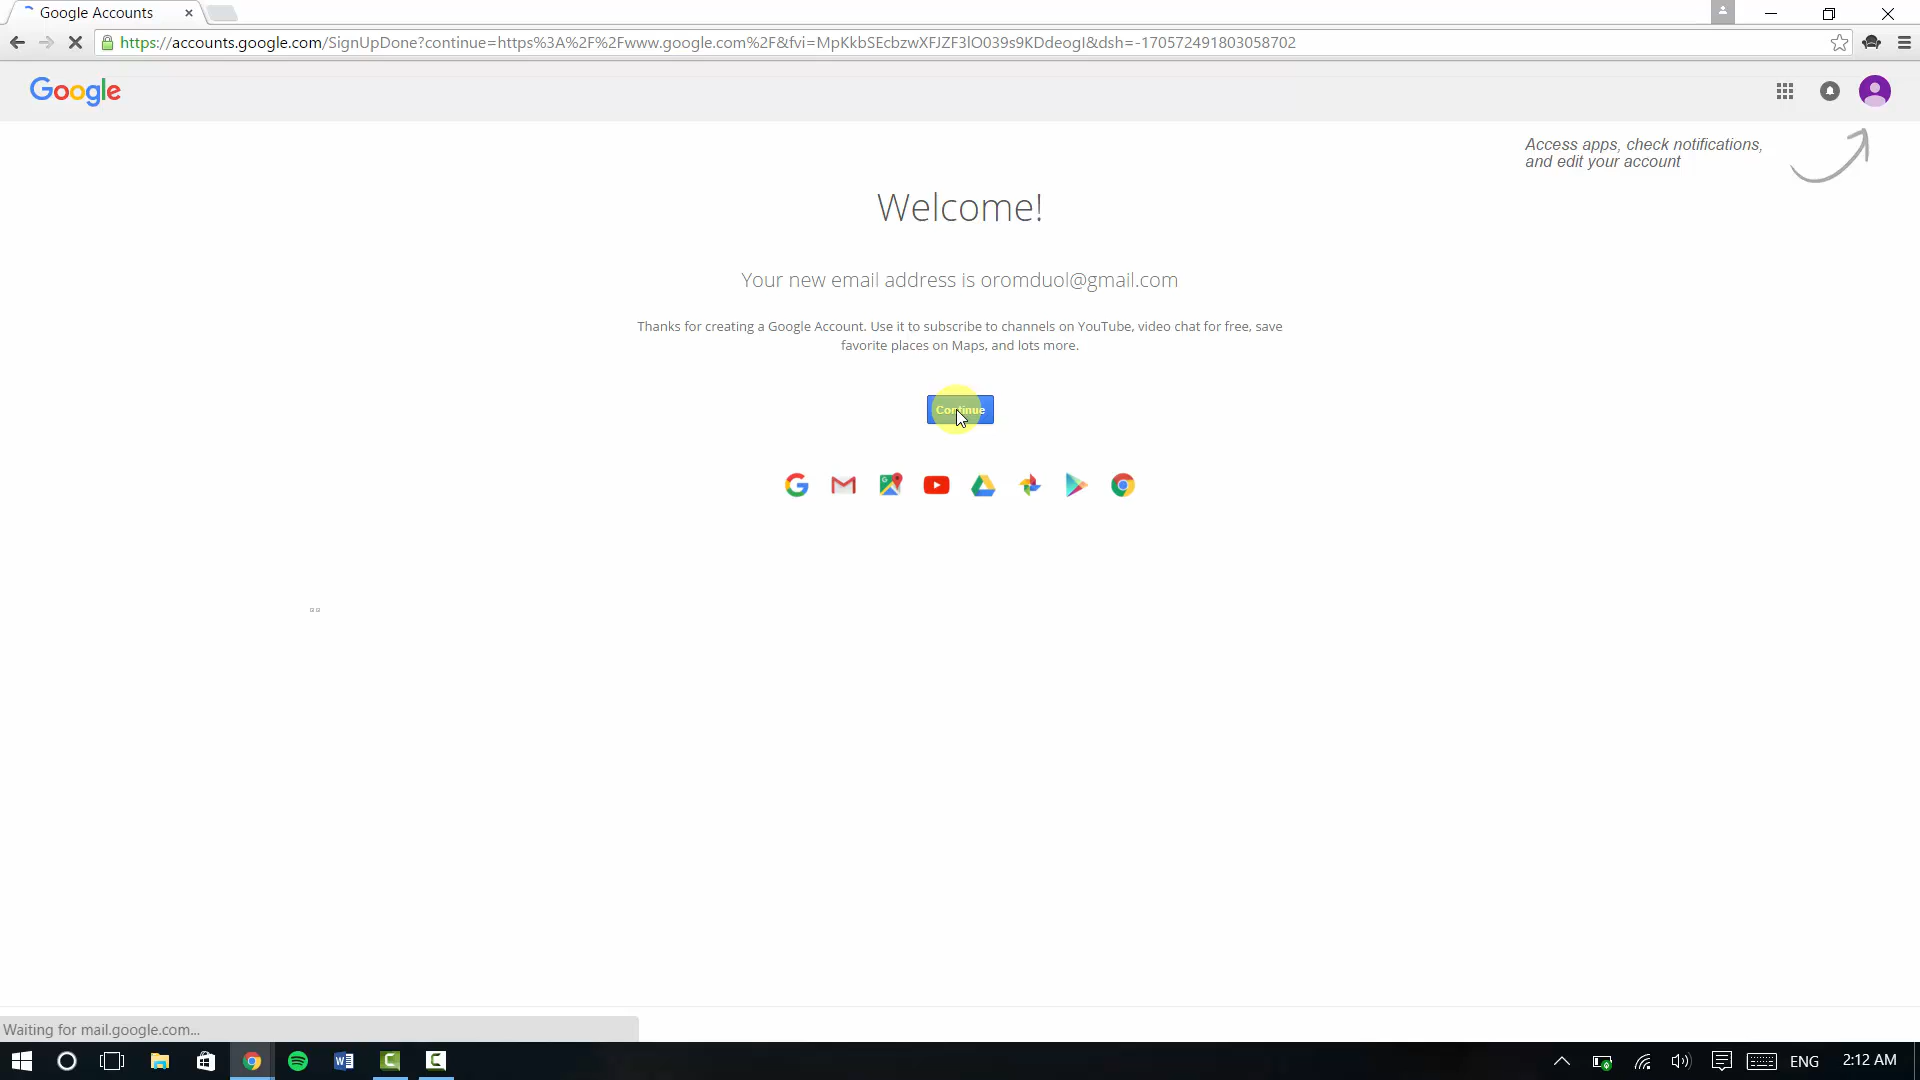 Google Accounts
https://accounts.google.com/SignUpDone?continue=https%3A%2F%2Fwww.google.com%2F&fvi=MpKkbSEcbzwXFJZF3lO039s9KDdeogI&dsh=-170572491803058702
Google
Access apps, check notifications,
and edit your account
Welcome!
Your new email address is oromduol@gmail.com
Thanks for creating a Google Account. Use it to subscribe to channels on YouTube, video chat for free, save
favorite places on Maps, and lots more.
Continue
Waiting for mail.google.com...
ENG
2:12 AM